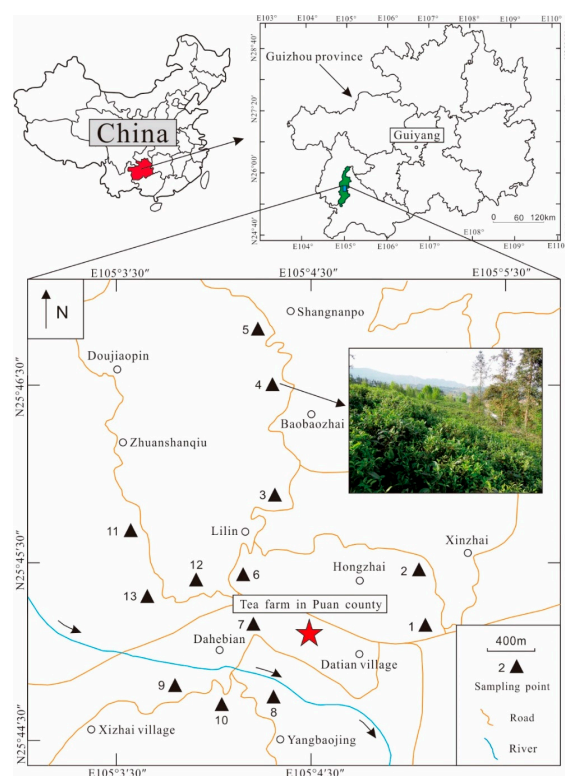 China
E103° E104° E105° E106° E107° E108° E109° E110°
N28°40′
N27°20′
N26°00′
N24°40′
Guizhou province
Guiyang
0 60 120km
E104° E105° E106° E107° E108° E109° E110
E105°3′30″ E105°4′30″ E105°5′30″
N
Shangnanpo
5
Doujiaopin
4
N25°46′30″
Baobaozhai
Zhuanshanqiu
3
11
Lilin
Xinzhai
N25°45′30″
12
6
Hongzhai
2
13
Tea farm in Puan county
7
1
Dahebian
Datian village
400m
2
Sampling point
9
10
8
Road
Xizhai village
Yangbaojing
River
N25°44′30″
E105°3′30″ E105°4′30″